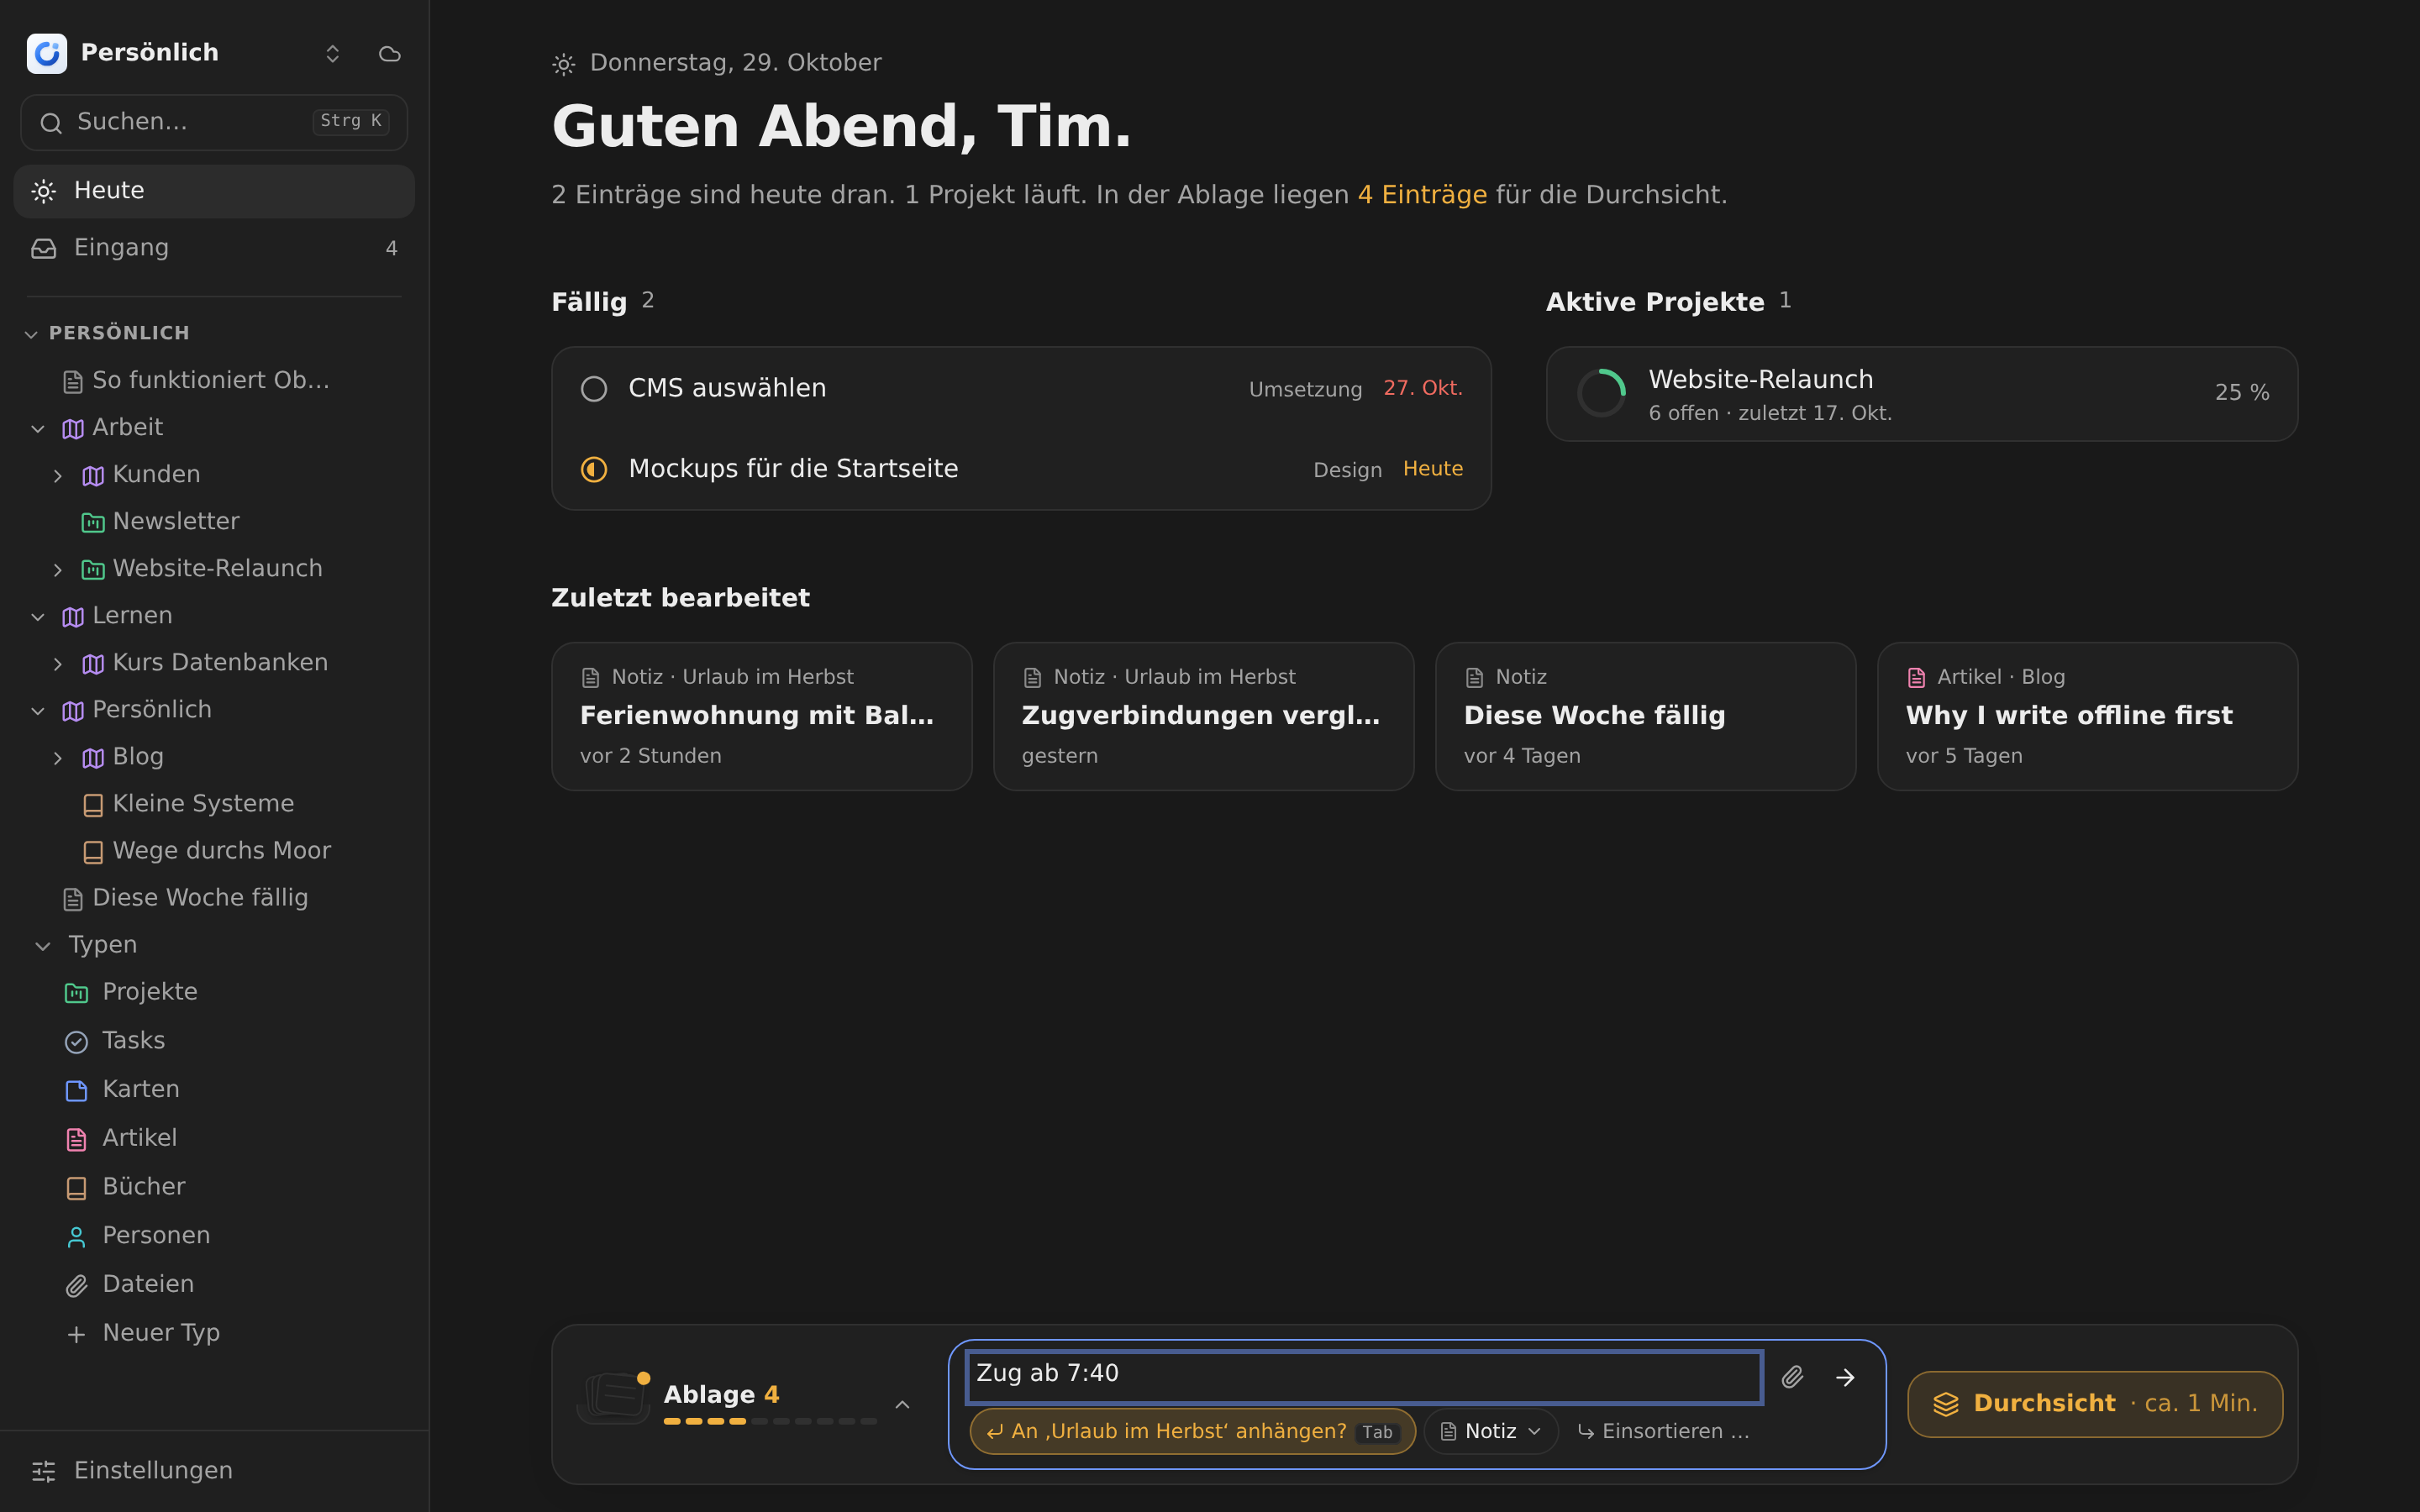 Persönlich
Suchen…
Strg K
Heute
Eingang 4
PERSÖNLICH
So funktioniert Ob…
Arbeit
Kunden
Newsletter
Website-Relaunch
Lernen
Kurs Datenbanken
Persönlich
Blog
Kleine Systeme
Wege durchs Moor
Diese Woche fällig
Typen
Projekte
Tasks
Karten
Artikel
Bücher
Personen
Dateien
Neuer Typ
Einstellungen
Donnerstag, 29. Oktober
Guten Abend, Tim.
2 Einträge sind heute dran. 1 Projekt läuft. In der Ablage liegen 4 Einträge für die Durchsicht.
Fällig 2
CMS auswählen Umsetzung 27. Okt.
Mockups für die Startseite Design Heute
Aktive Projekte 1
Website-Relaunch
6 offen · zuletzt 17. Okt.
25 %
Zuletzt bearbeitet
Notiz · Urlaub im Herbst
Ferienwohnung mit Bal…
vor 2 Stunden
Notiz · Urlaub im Herbst
Zugverbindungen vergl…
gestern
Notiz
Diese Woche fällig
vor 4 Tagen
Artikel · Blog
Why I write offline first
vor 5 Tagen
Ablage 4
Zug ab 7:40
An ‚Urlaub im Herbst‘ anhängen? Tab
Notiz
Einsortieren …
Durchsicht · ca. 1 Min.